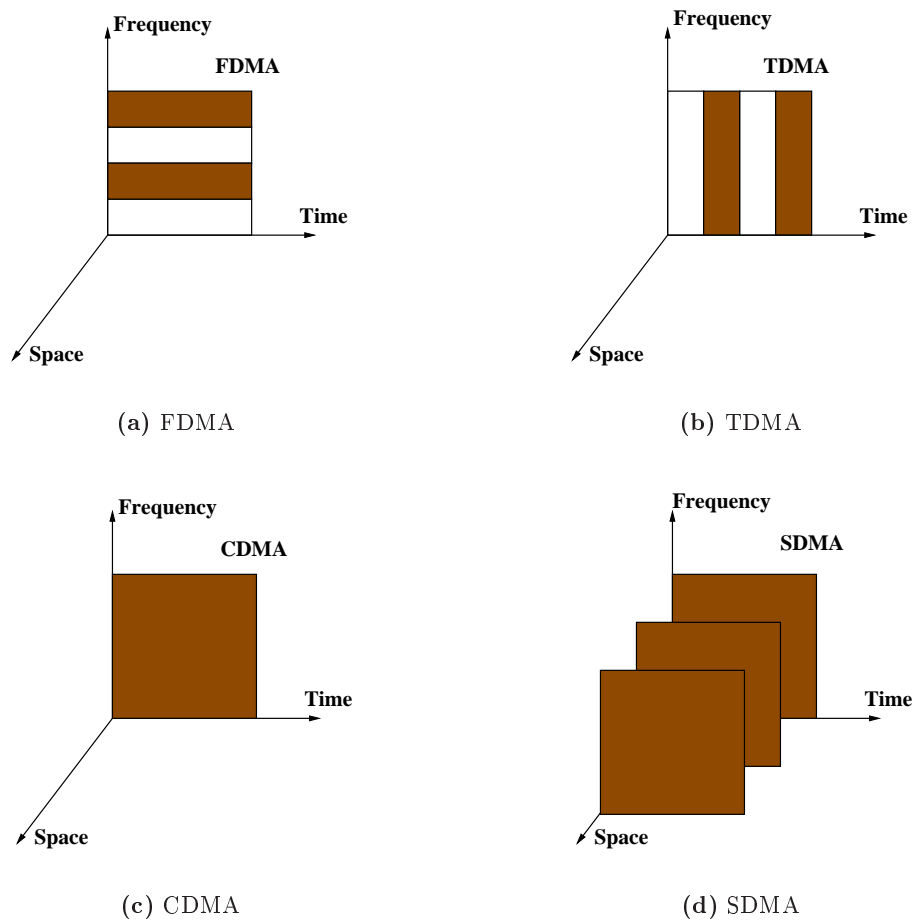 Frequency
FDMA
Time
Space
(a) FDMA
Frequency
TDMA
Time
Space
(b) TDMA
Frequency
CDMA
Time
Space
(c) CDMA
Frequency
SDMA
Time
Space
(d) SDMA